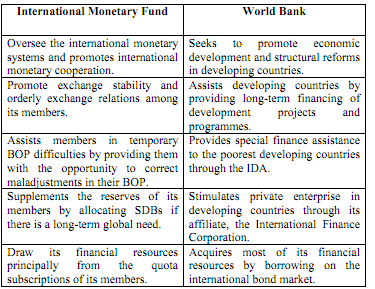 International Monetary Fund
World Bank
Oversee the international monetary
systems and promotes international
monetary cooperation.
Seeks to promote economic
development and structural reforms
in developing countries.
Promote exchange stability and
orderly exchange relations among
its members.
Assists developing countries by
providing long-term financing of
development projects and
programmes.
Assists members in temporary
BOP difficulties by providing them
with the opportunity to correct
maladjustments in their BOP.
Provides special finance assistance
to the poorest developing countries
through the IDA.
Supplements the reserves of its
members by allocating SDBs if
there is a long-term global need.
Stimulates private enterprise in
developing countries through its
affiliate, the International Finance
Corporation.
Draw its financial resources
principally from the quota
subscriptions of its members.
Acquires most of its financial
resources by borrowing on the
international bond market.